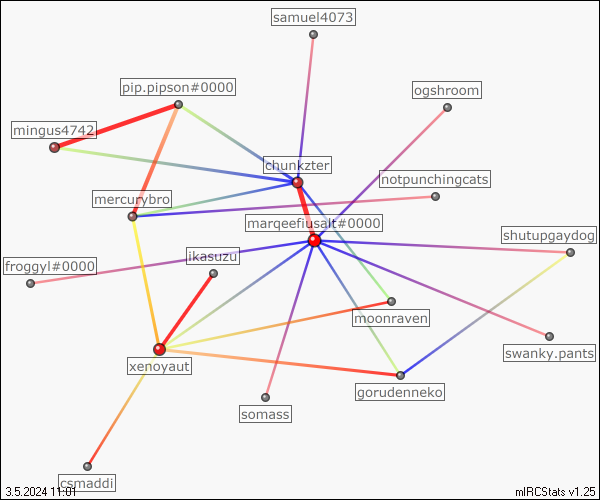 samuel4073
pip.pipson#0000
ogshroom
mingus4742
chunkzter
notpunchingcats
mercurybro
marqeefiusalt#0000
shutupgaydog
ikasuzu
froggyl#0000
moonraven
swanky.pants
xenoyaut
gorudenneko
somass
csmaddi
3.5.2024 11:01
mIRCStats v1.25